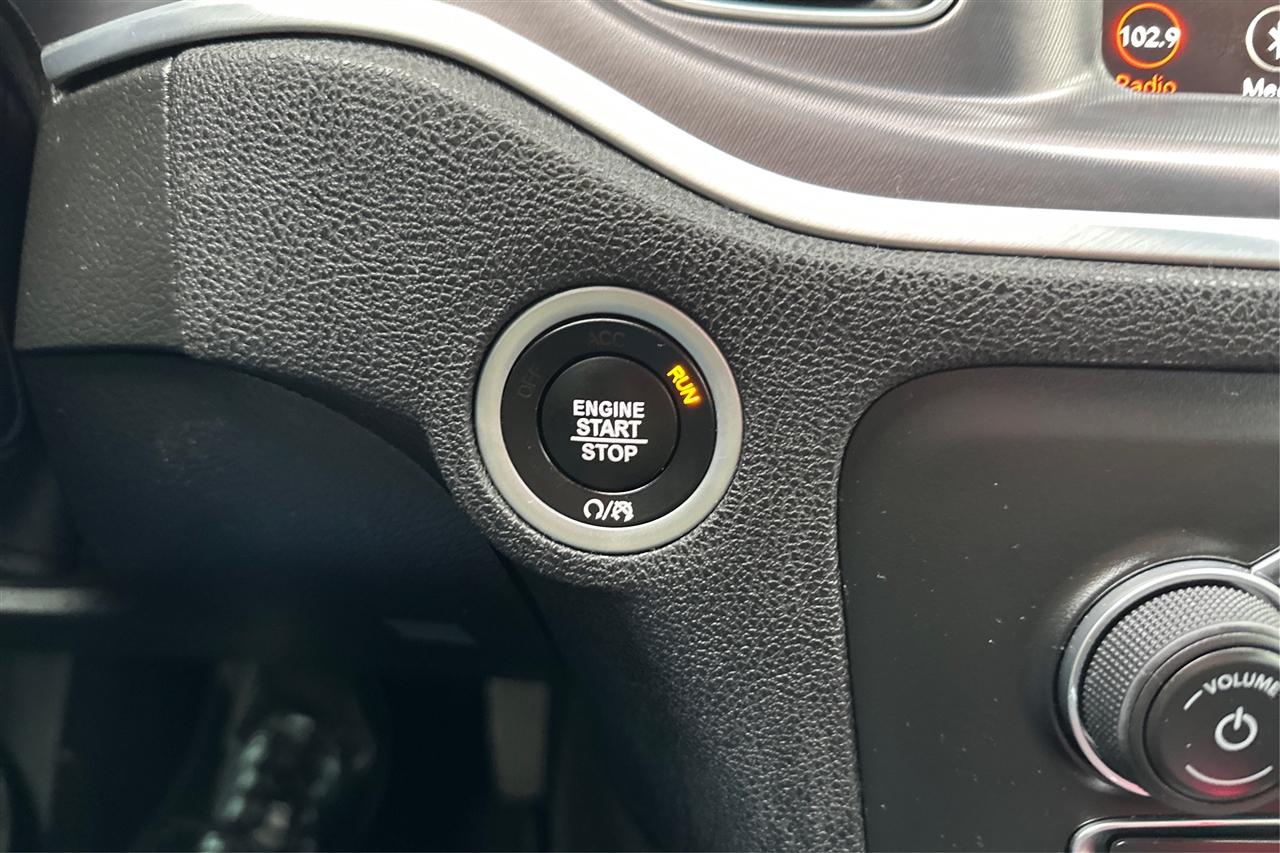 102.9
Radio
ACC
OFF
RUN
ENGINE
START
STOP
VOLUME